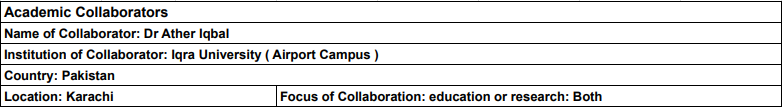 Academic Collaborators
Name of Collaborator: Dr Ather Iqbal
Institution of Collaborator: Iqra University ( Airport Campus )
Country: Pakistan
Location: Karachi
Focus of Collaboration: education or research: Both